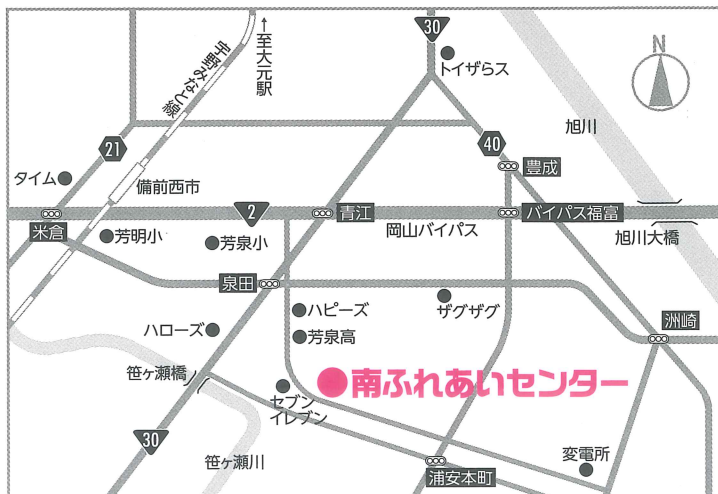 30
↑至大元駅
トイザらス
N
宇野みなと線
旭川
21
40
豊成
タイム
備前西市
2
青江
バイパス福富
米倉
芳明小
芳泉小
岡山バイパス
旭川大橋
泉田
ハピーズ
ザグザグ
洲崎
ハローズ
芳泉高
笹ヶ瀬橋
南ふれあいセンター
セブン
イレブン
30
変電所
笹ヶ瀬川
浦安本町